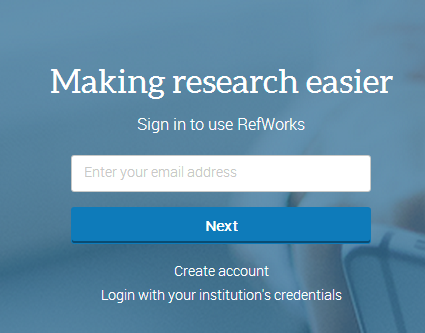 Making research easier
Sign in to use RefWorks
Enter your email address
Next
Create account
Login with your institution's credentials